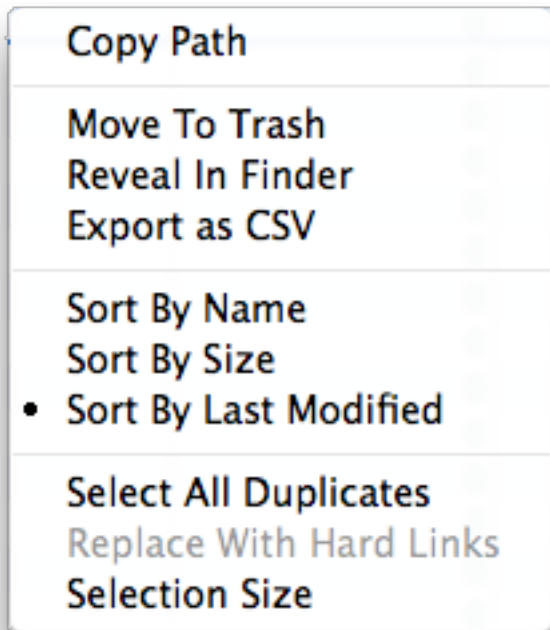 Copy Path
Move To Trash
Reveal In Finder
Export as CSV
Sort By Name
Sort By Size
• Sort By Last Modified
Select All Duplicates
Replace With Hard Links
Selection Size